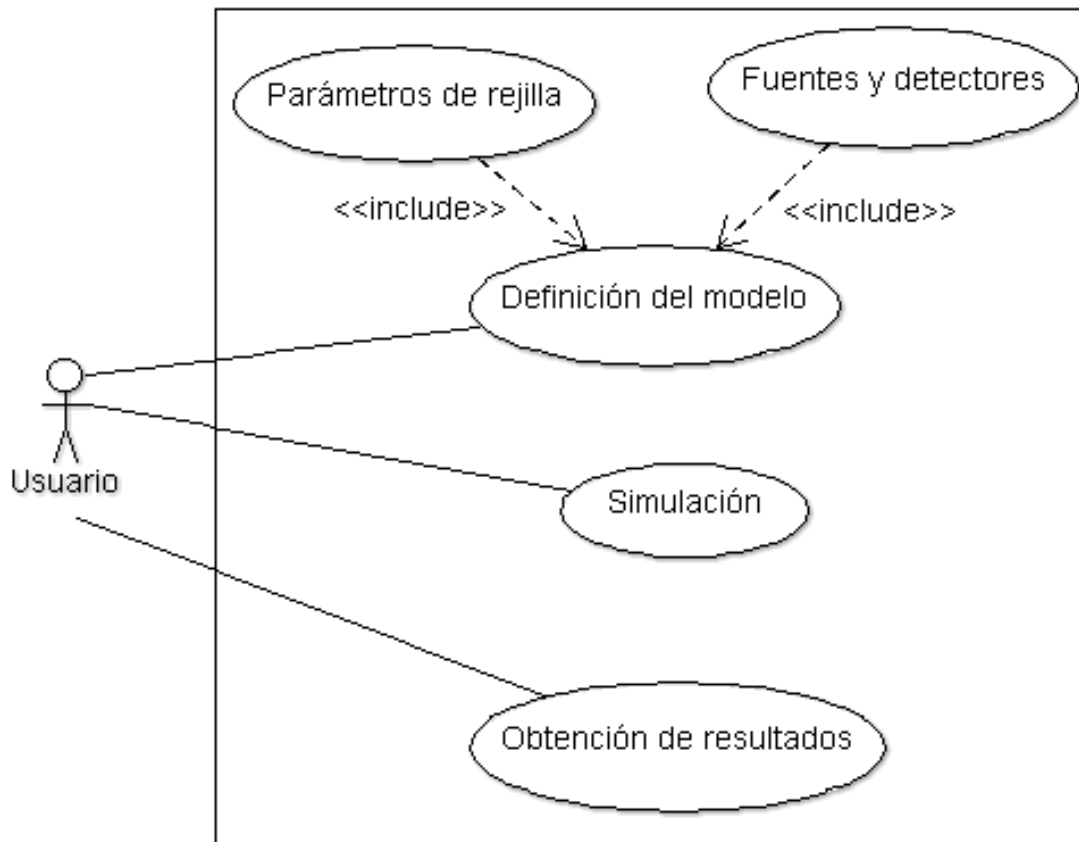 Parámetros de rejilla
Fuentes y detectores
<<include>>
<<include>>
Definición del modelo
Usuario
Simulación
Obtención de resultados